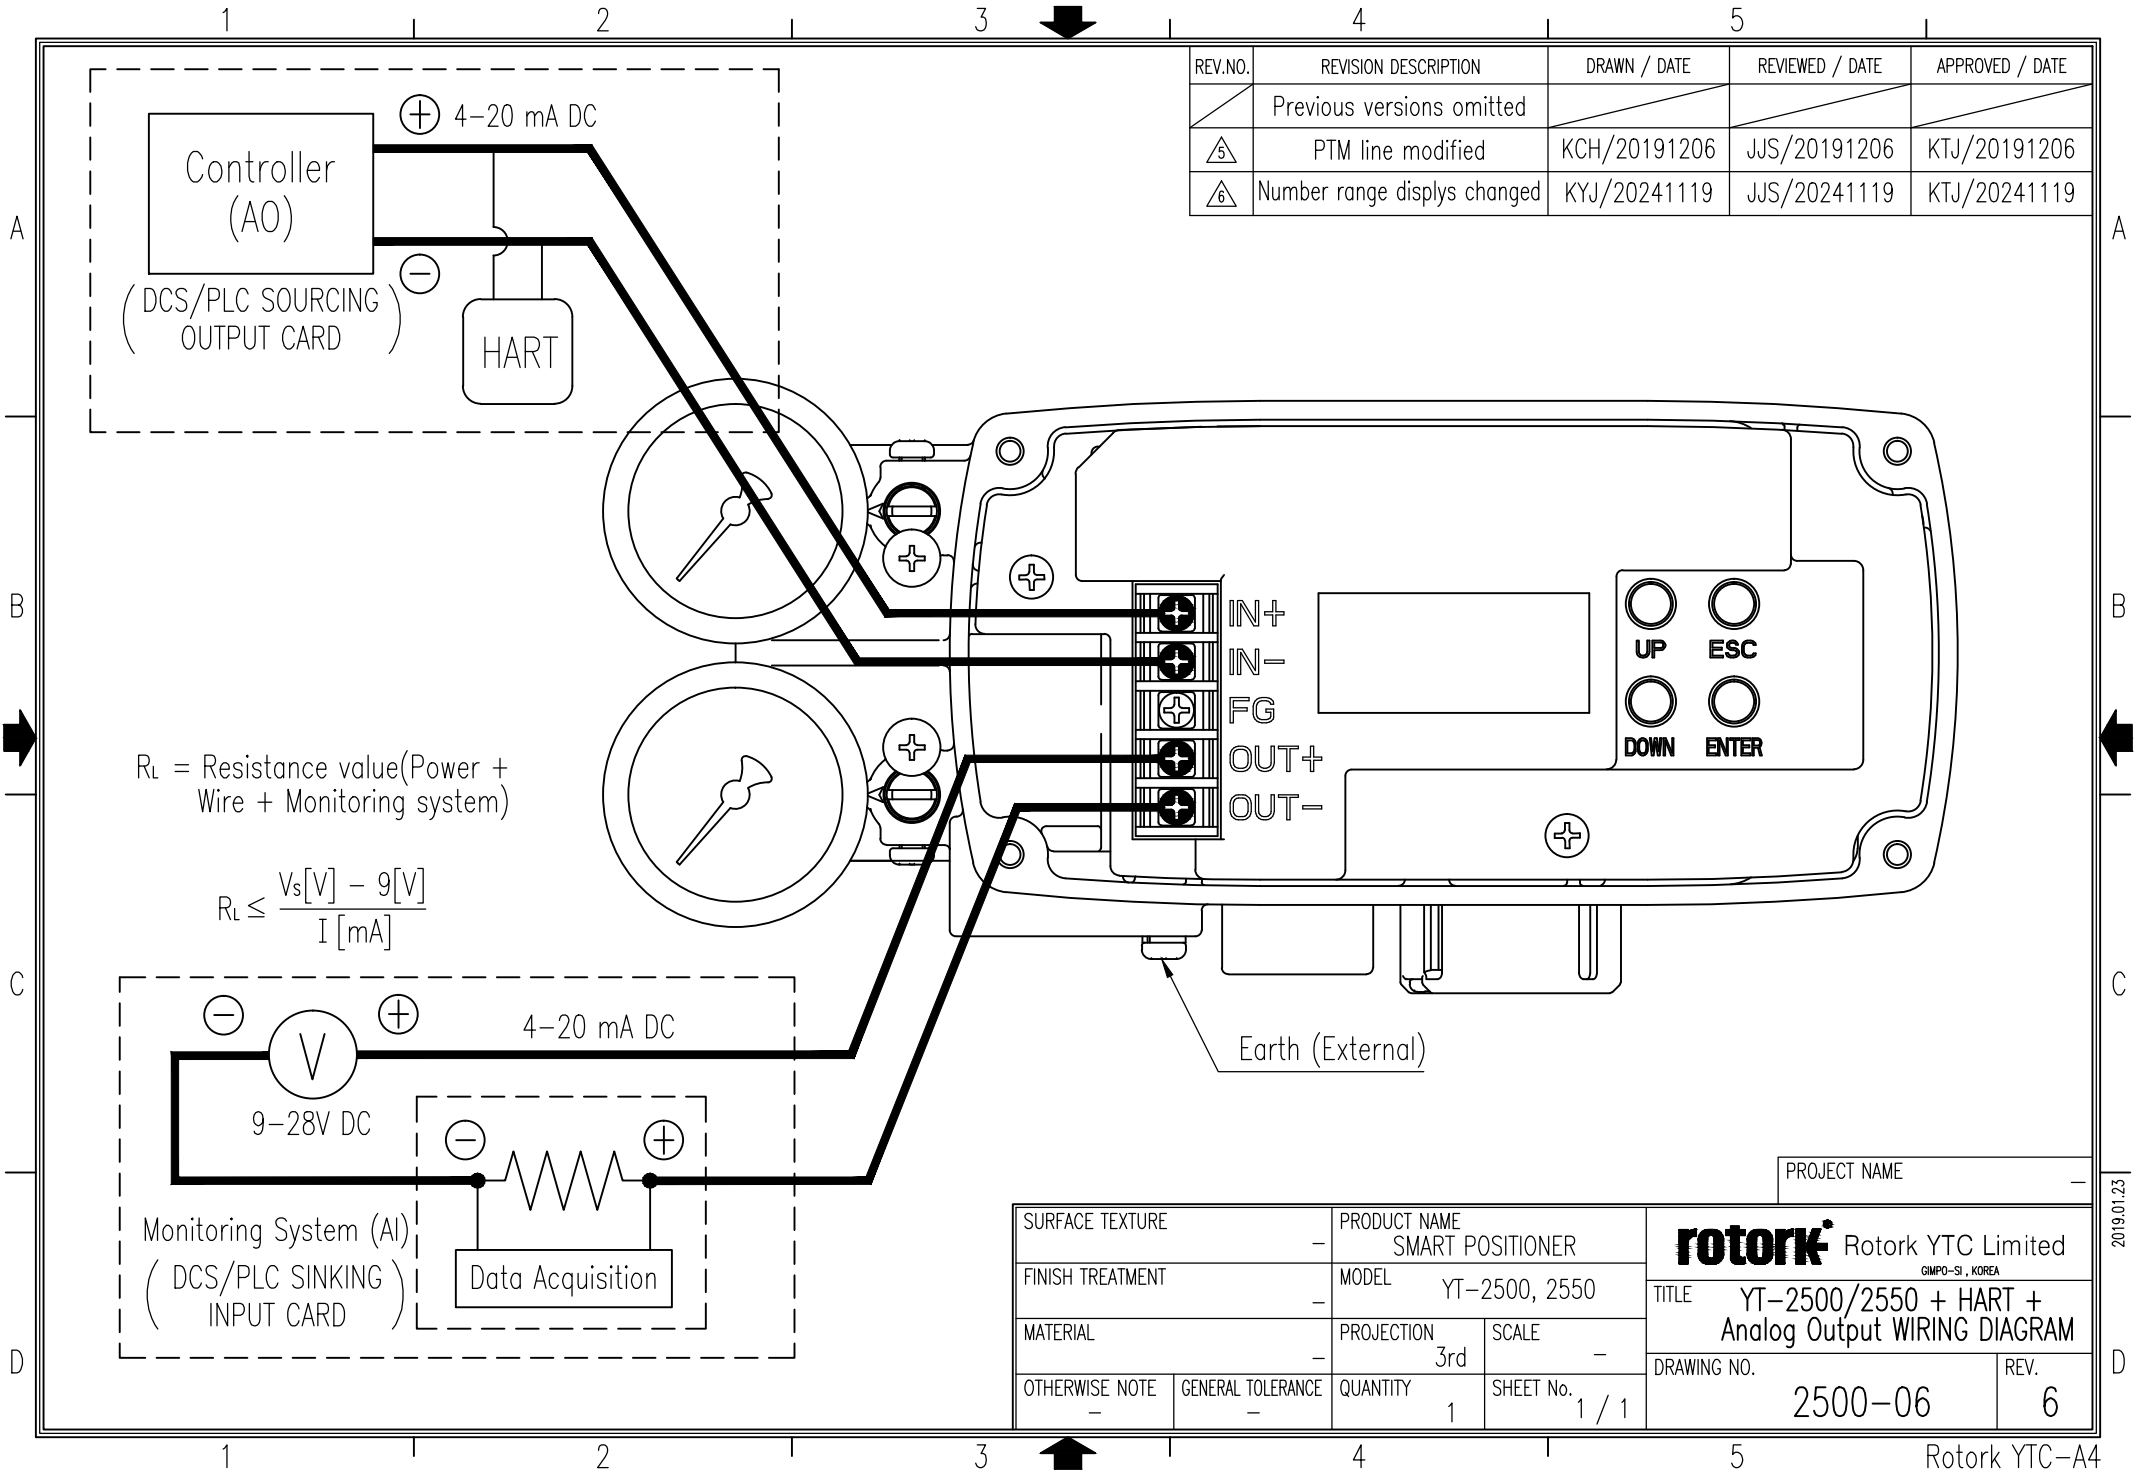 1 2 3 4 5
REV.NO. REVISION DESCRIPTION DRAWN / DATE REVIEWED / DATE APPROVED / DATE
Previous versions omitted
5 PTM line modified KCH/20191206 JJS/20191206 KTJ/20191206
6 Number range displys changed KYJ/20241119 JJS/20241119 KTJ/20241119
A
A
+ 4-20 mA DC
Controller
(AO)
−
(DCS/PLC SOURCING
OUTPUT CARD)
HART
B
B
IN+
IN-
FG
OUT+
OUT-
UP ESC
DOWN ENTER
RL = Resistance value(Power +
Wire + Monitoring system)
RL ≤ Vs[V] - 9[V]
I [mA]
C
C
− + 4-20 mA DC
V
9-28V DC
− +
Earth (External)
Monitoring System (AI)
(DCS/PLC SINKING
INPUT CARD)
Data Acquisition
D
D
PROJECT NAME -
2019.01.23
SURFACE TEXTURE -
PRODUCT NAME
SMART POSITIONER
rotork Rotork YTC Limited
GIMPO-SI , KOREA
FINISH TREATMENT -
MODEL YT-2500, 2550
TITLE YT-2500/2550 + HART +
Analog Output WIRING DIAGRAM
MATERIAL -
PROJECTION 3rd
SCALE -
DRAWING NO. 2500-06
REV. 6
OTHERWISE NOTE -
GENERAL TOLERANCE -
QUANTITY 1
SHEET No. 1 / 1
1 2 3 4 5
Rotork YTC-A4